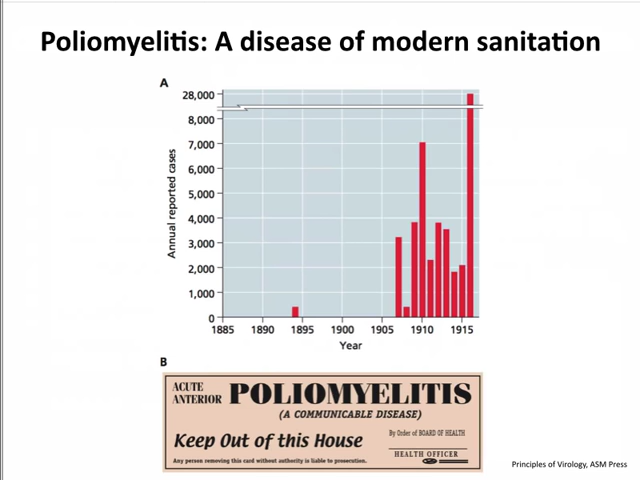 Poliomyelitis: A disease of modern sanitation
A
28,000
8,000
7,000
6,000
5,000
4,000
3,000
2,000
1,000
0
Annual reported cases
1885 1890 1895 1900 1905 1910 1915
Year
B
ACUTE
ANTERIOR
POLIOMYELITIS
(A COMMUNICABLE DISEASE)
Keep Out of this House
By Order of BOARD OF HEALTH
HEALTH OFFICER
Any person removing this card without authority is liable to prosecution.
Principles of Virology, ASM Press